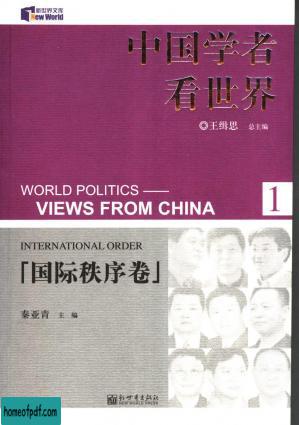 新世界文库
New World
中国学者
看世界
◎王缉思 总主编
WORLD POLITICS——
VIEWS FROM CHINA
1
INTERNATIONAL ORDER
「国际秩序卷」
秦亚青 主编
新世界出版社
homeofpdf.com